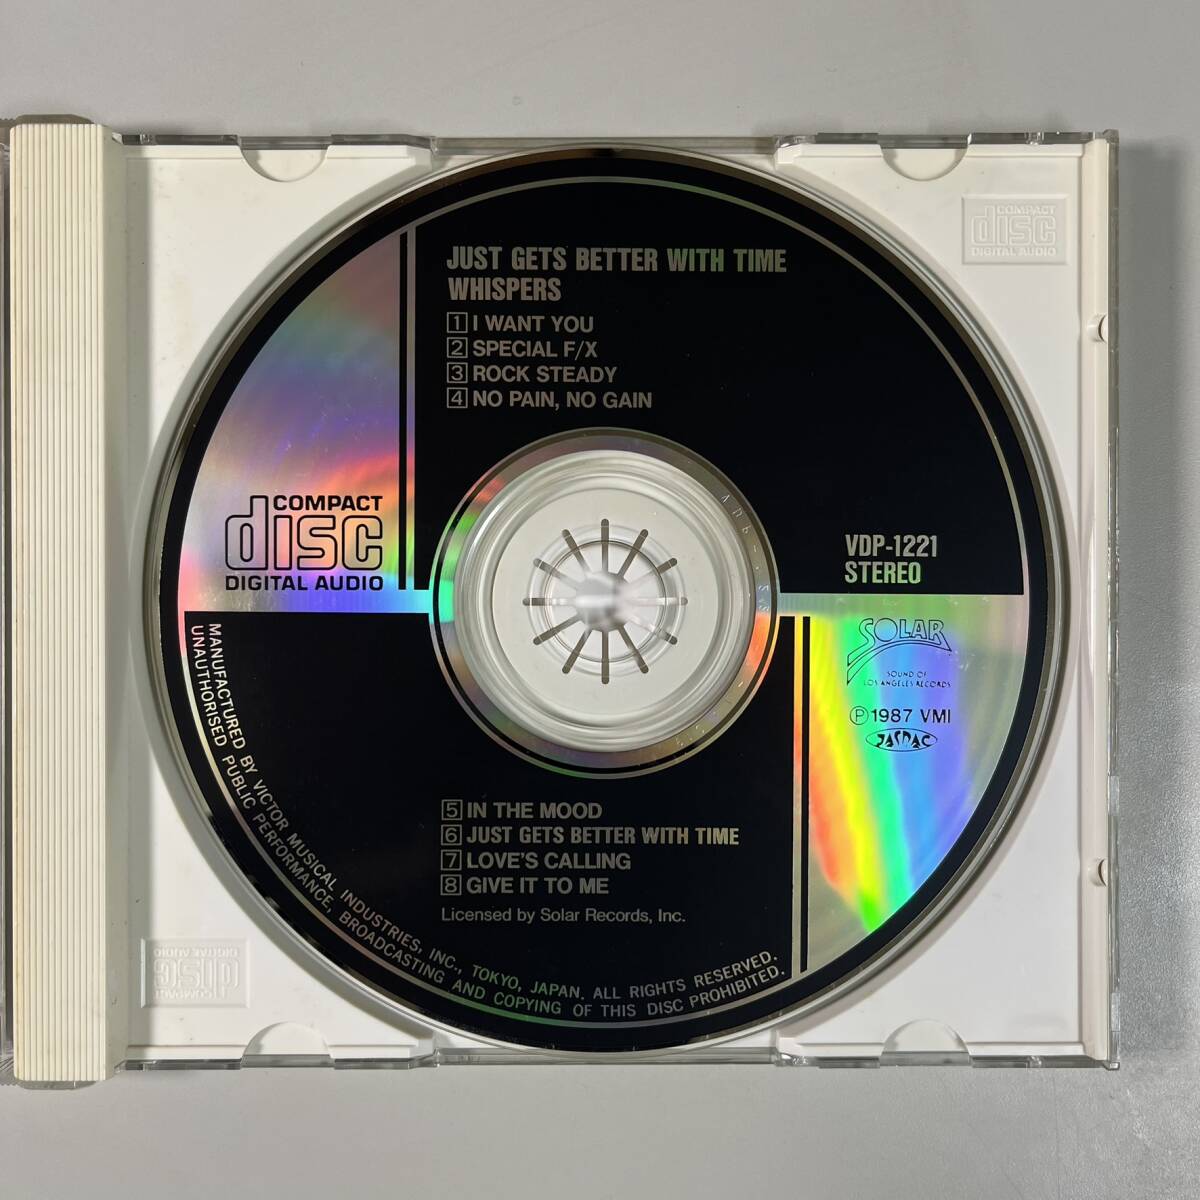 JUST GETS BETTER WITH TIME
WHISPERS
1 I WANT YOU
2 SPECIAL F/X
3 ROCK STEADY
4 NO PAIN, NO GAIN
COMPACT
disc
DIGITAL AUDIO
VDP-1221
STEREO
SOLAR
SOUND OF
LOS ANGELES RECORDS
Ⓟ 1987 VMI
JASRAC
5 IN THE MOOD
6 JUST GETS BETTER WITH TIME
7 LOVE'S CALLING
8 GIVE IT TO ME
Licensed by Solar Records, Inc.
MANUFACTURED BY VICTOR MUSICAL INDUSTRIES, INC., TOKYO, JAPAN. ALL RIGHTS RESERVED.
UNAUTHORISED PUBLIC PERFORMANCE, BROADCASTING AND COPYING OF THIS DISC PROHIBITED.
COMPACT
disc
DIGITAL AUDIO
COMPACT
disc
DIGITAL AUDIO